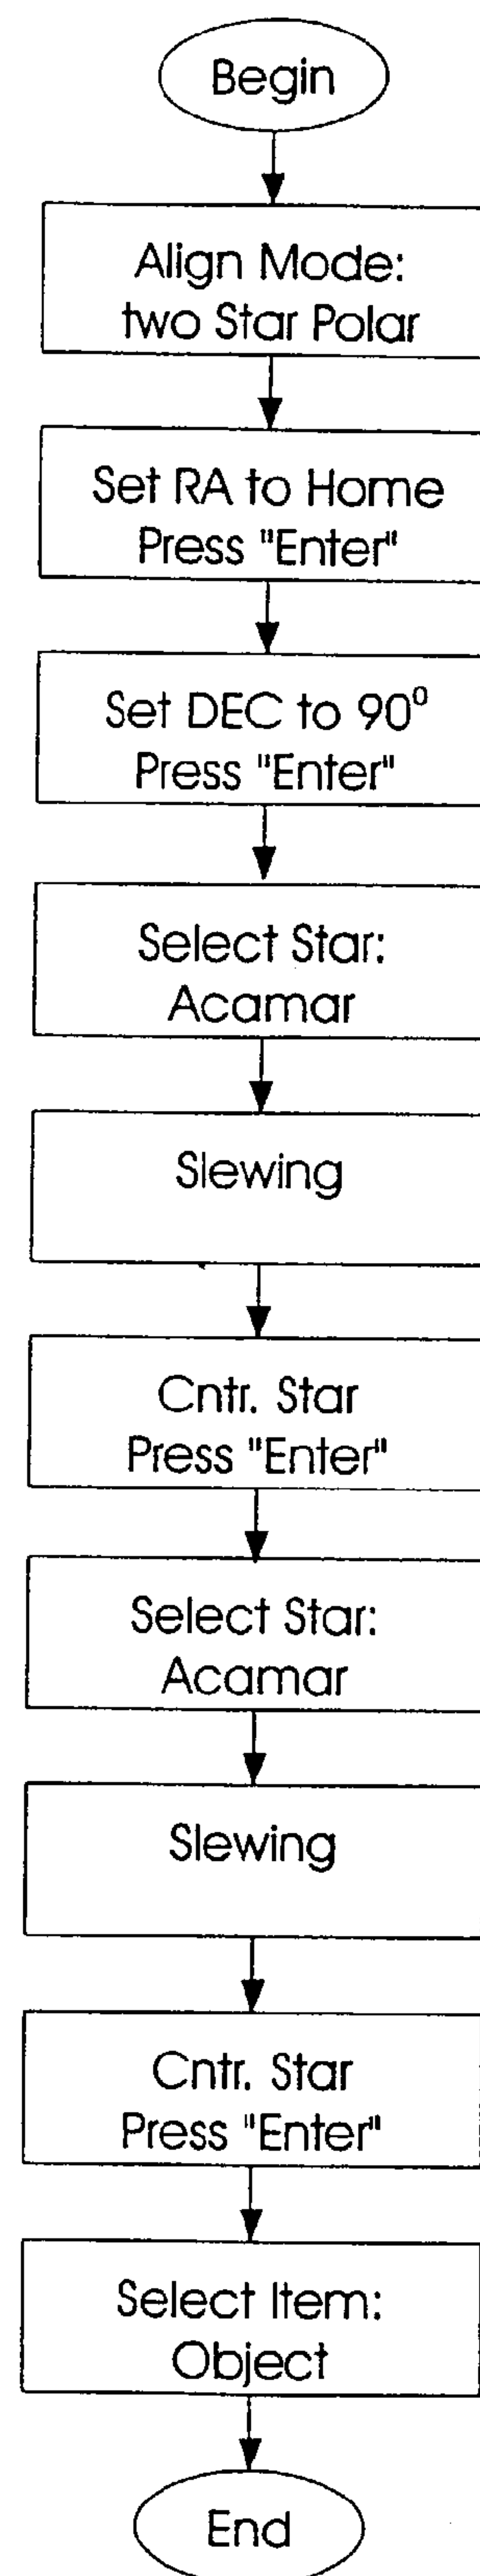 Begin
Align Mode:
two Star Polar
Set RA to Home
Press "Enter"
Set DEC to 90⁰
Press "Enter"
Select Star:
Acamar
Slewing
Cntr. Star
Press "Enter"
Select Star:
Acamar
Slewing
Cntr. Star
Press "Enter"
Select Item:
Object
End